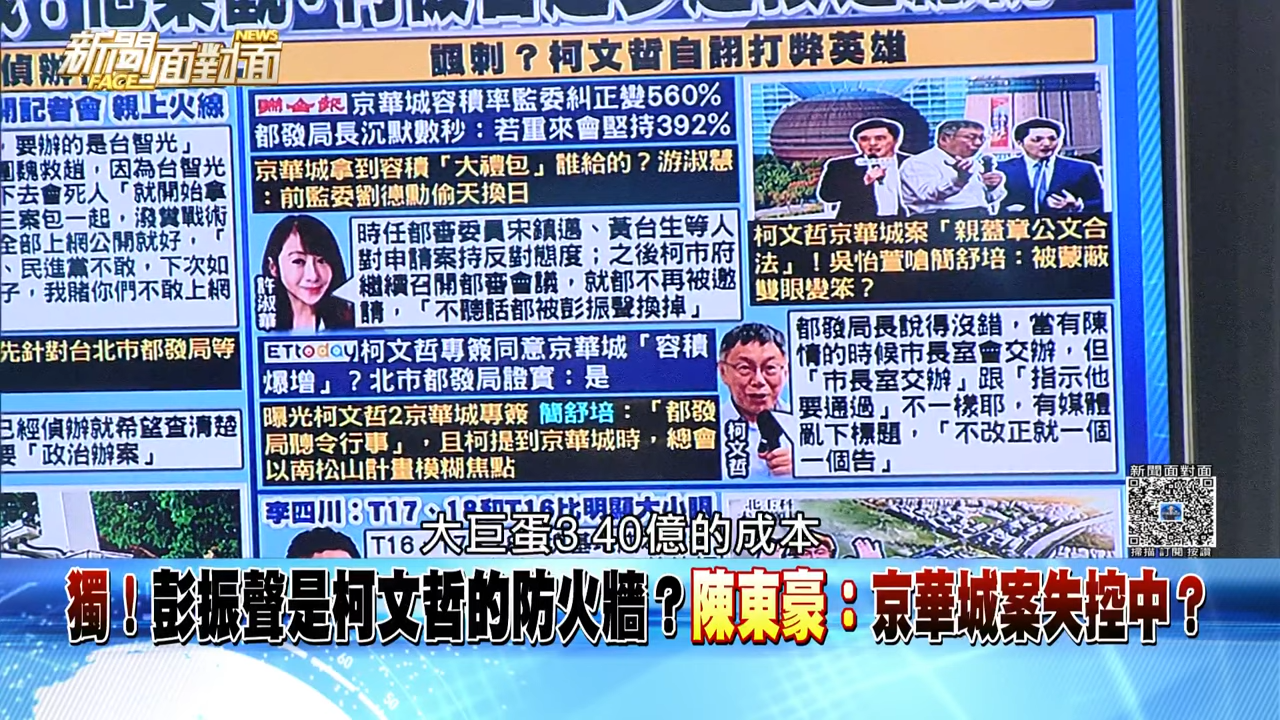 新聞面對面
NEWS
FACE
諷刺？柯文哲自詡打弊英雄
開記者會 親上火線
，要辦的是台智光」
圍魏救趙，因為台智光
下去會死人「就開始拿
三案包一起，潑糞戰術
全部上網公開就好，「
、民進黨不敢，下次如
子，我賭你們不敢上網
先針對台北市都發局等
已經偵辦就希望查清楚
要「政治辦案」
聯合報 京華城容積率監委糾正變560%
都發局長沉默數秒：若重來會堅持392%
京華城拿到容積「大禮包」誰給的？游淑慧
：前監委劉德勳偷天換日
許淑華
時任都審委員宋鎮邁、黃台生等人
對申請案持反對態度；之後柯市府
繼續召開都審會議，就都不再被邀
請，「不聽話都被彭振聲換掉」
ETtoday 柯文哲專簽同意京華城「容積
爆增」？北市都發局證實：是
曝光柯文哲2京華城專簽 簡舒培：「都發
局聽令行事」，且柯提到京華城時，總會
以南松山計畫模糊焦點
柯文哲京華城案「親蓋章公文合
法」！吳怡萱嗆簡舒培：被蒙蔽
雙眼變笨？
柯文哲
都發局長說得沒錯，當有陳
情的時候市長室會交辦，但
「市長室交辦」跟「指示他
要通過」不一樣耶，有媒體
亂下標題，「不改正就一個
一個告」
李四川：T17、18和T16比明顯大小間
T16
新聞面對面
掃描 訂閱 按讚
大巨蛋3 40億的成本
獨！彭振聲是柯文哲的防火牆？陳東豪：京華城案失控中？